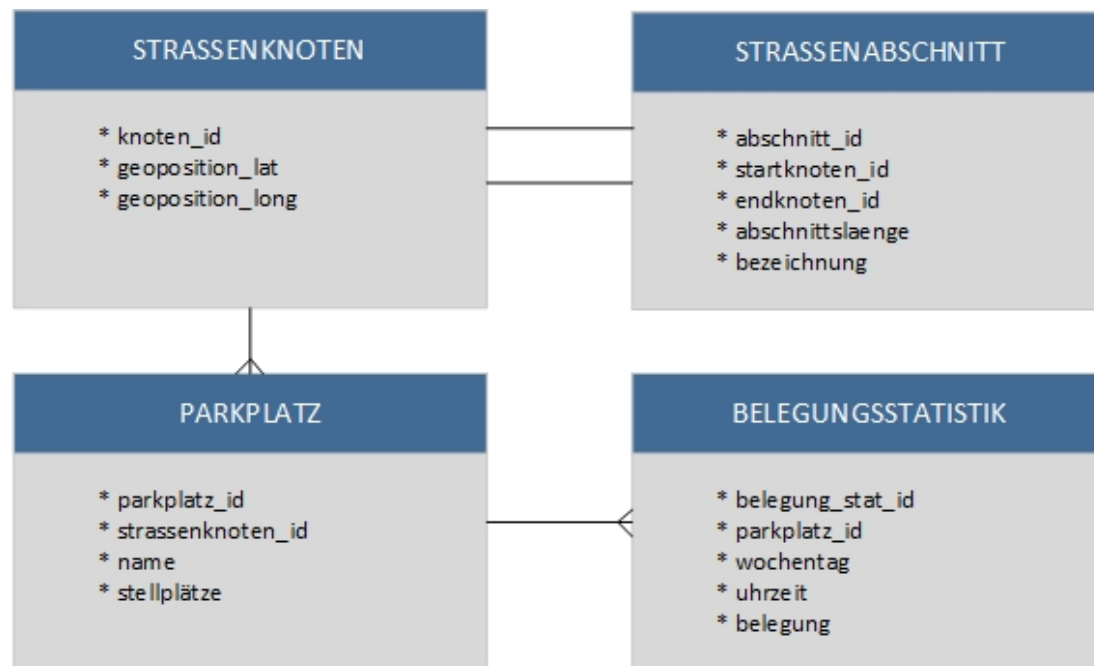 STRASSENKNOTEN
* knoten_id
* geoposition_lat
* geoposition_long
STRASSENABSCHNITT
* abschnitt_id
* startknoten_id
* endknoten_id
* abschnittslaenge
* bezeichnung
PARKPLATZ
* parkplatz_id
* strassenknoten_id
* name
* stellplätze
BELEGUNGSSTATISTIK
* belegung_stat_id
* parkplatz_id
* wochentag
* uhrzeit
* belegung